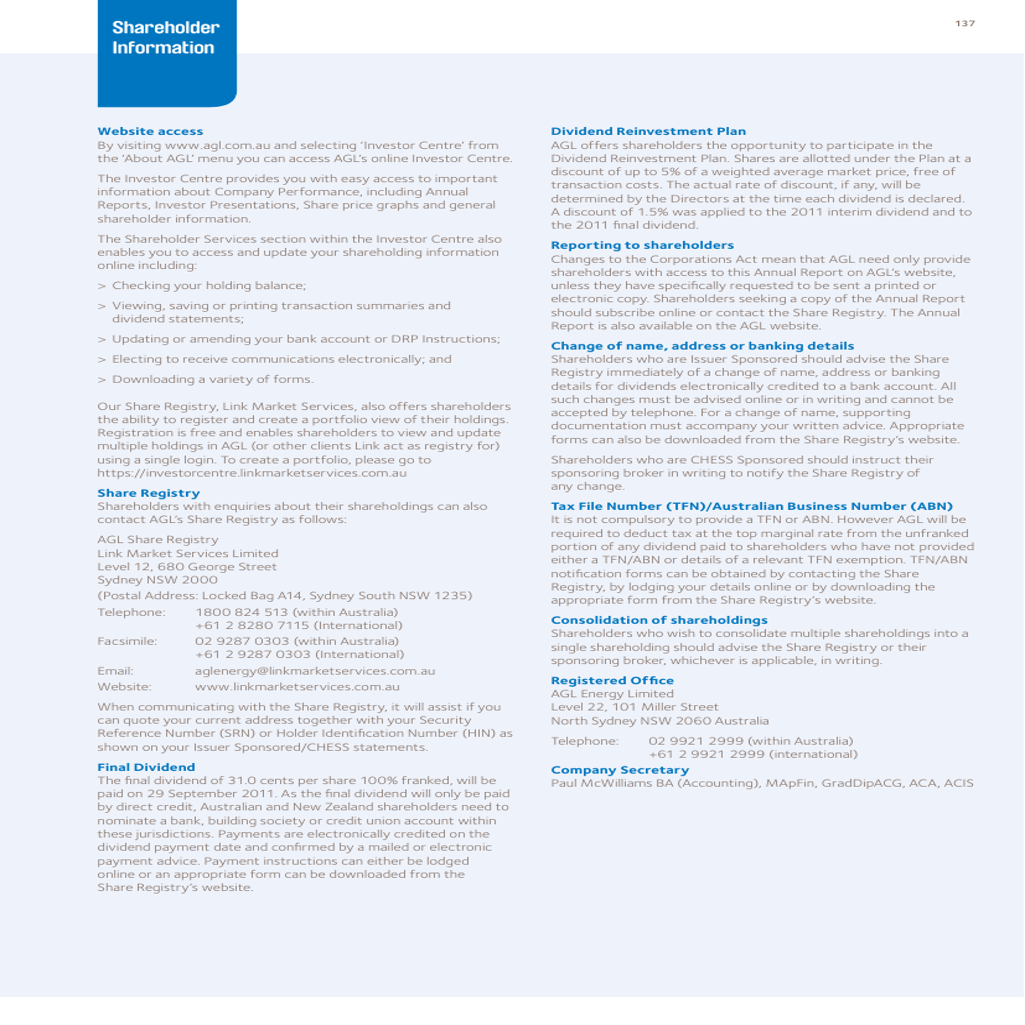 Shareholder
Information
137
Website access
By visiting www.agl.com.au and selecting ‘Investor Centre’ from
the ‘About AGL’ menu you can access AGL’s online Investor Centre.
The Investor Centre provides you with easy access to important
information about Company Performance, including Annual
Reports, Investor Presentations, Share price graphs and general
shareholder information.
The Shareholder Services section within the Investor Centre also
enables you to access and update your shareholding information
online including:
> Checking your holding balance;
> Viewing, saving or printing transaction summaries and
dividend statements;
> Updating or amending your bank account or DRP Instructions;
> Electing to receive communications electronically; and
> Downloading a variety of forms.
Our Share Registry, Link Market Services, also offers shareholders
the ability to register and create a portfolio view of their holdings.
Registration is free and enables shareholders to view and update
multiple holdings in AGL (or other clients Link act as registry for)
using a single login. To create a portfolio, please go to
https://investorcentre.linkmarketservices.com.au
Share Registry
Shareholders with enquiries about their shareholdings can also
contact AGL’s Share Registry as follows:
AGL Share Registry
Link Market Services Limited
Level 12, 680 George Street
Sydney NSW 2000
(Postal Address: Locked Bag A14, Sydney South NSW 1235)
Telephone: 1800 824 513 (within Australia)
+61 2 8280 7115 (International)
Facsimile: 02 9287 0303 (within Australia)
+61 2 9287 0303 (International)
Email: aglenergy@linkmarketservices.com.au
Website: www.linkmarketservices.com.au
When communicating with the Share Registry, it will assist if you
can quote your current address together with your Security
Reference Number (SRN) or Holder Identification Number (HIN) as
shown on your Issuer Sponsored/CHESS statements.
Final Dividend
The final dividend of 31.0 cents per share 100% franked, will be
paid on 29 September 2011. As the final dividend will only be paid
by direct credit, Australian and New Zealand shareholders need to
nominate a bank, building society or credit union account within
these jurisdictions. Payments are electronically credited on the
dividend payment date and confirmed by a mailed or electronic
payment advice. Payment instructions can either be lodged
online or an appropriate form can be downloaded from the
Share Registry’s website.
Dividend Reinvestment Plan
AGL offers shareholders the opportunity to participate in the
Dividend Reinvestment Plan. Shares are allotted under the Plan at a
discount of up to 5% of a weighted average market price, free of
transaction costs. The actual rate of discount, if any, will be
determined by the Directors at the time each dividend is declared.
A discount of 1.5% was applied to the 2011 interim dividend and to
the 2011 final dividend.
Reporting to shareholders
Changes to the Corporations Act mean that AGL need only provide
shareholders with access to this Annual Report on AGL’s website,
unless they have specifically requested to be sent a printed or
electronic copy. Shareholders seeking a copy of the Annual Report
should subscribe online or contact the Share Registry. The Annual
Report is also available on the AGL website.
Change of name, address or banking details
Shareholders who are Issuer Sponsored should advise the Share
Registry immediately of a change of name, address or banking
details for dividends electronically credited to a bank account. All
such changes must be advised online or in writing and cannot be
accepted by telephone. For a change of name, supporting
documentation must accompany your written advice. Appropriate
forms can also be downloaded from the Share Registry’s website.
Shareholders who are CHESS Sponsored should instruct their
sponsoring broker in writing to notify the Share Registry of
any change.
Tax File Number (TFN)/Australian Business Number (ABN)
It is not compulsory to provide a TFN or ABN. However AGL will be
required to deduct tax at the top marginal rate from the unfranked
portion of any dividend paid to shareholders who have not provided
either a TFN/ABN or details of a relevant TFN exemption. TFN/ABN
notification forms can be obtained by contacting the Share
Registry, by lodging your details online or by downloading the
appropriate form from the Share Registry’s website.
Consolidation of shareholdings
Shareholders who wish to consolidate multiple shareholdings into a
single shareholding should advise the Share Registry or their
sponsoring broker, whichever is applicable, in writing.
Registered Office
AGL Energy Limited
Level 22, 101 Miller Street
North Sydney NSW 2060 Australia
Telephone: 02 9921 2999 (within Australia)
+61 2 9921 2999 (international)
Company Secretary
Paul McWilliams BA (Accounting), MApFin, GradDipACG, ACA, ACIS